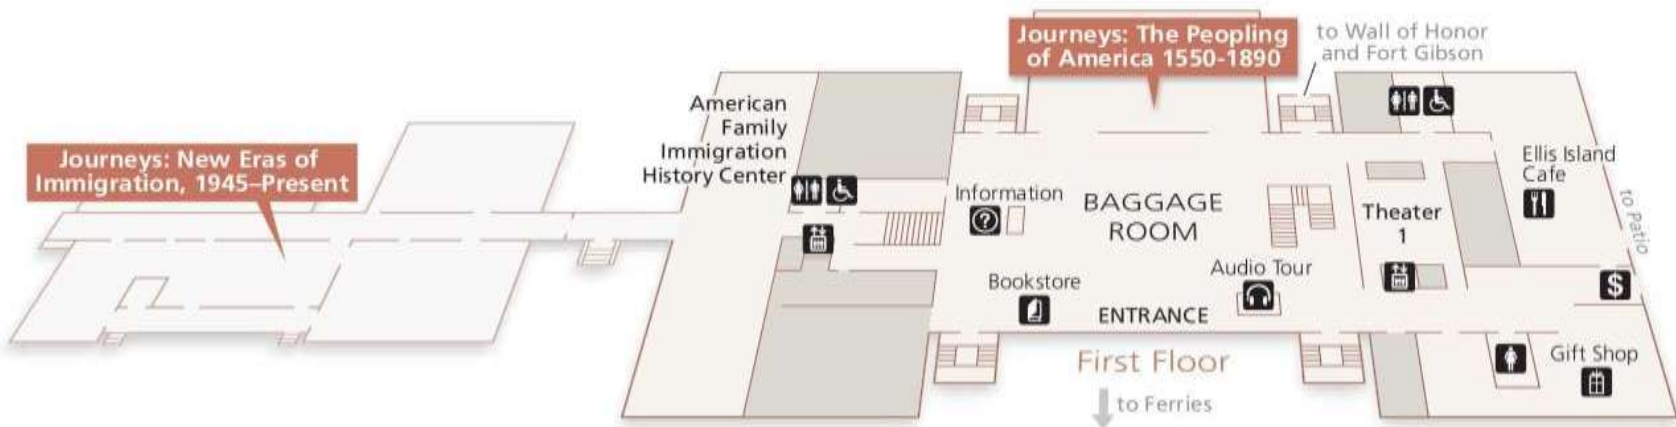 Journeys: The Peopling
of America 1550-1890
to Wall of Honor
and Fort Gibson
American
Family
Immigration
History Center
Journeys: New Eras of
Immigration, 1945–Present
Ellis Island
Cafe
Information
?
BAGGAGE
ROOM
Theater
1
to Patio
Bookstore
Audio Tour
$
ENTRANCE
First Floor
Gift Shop
to Ferries